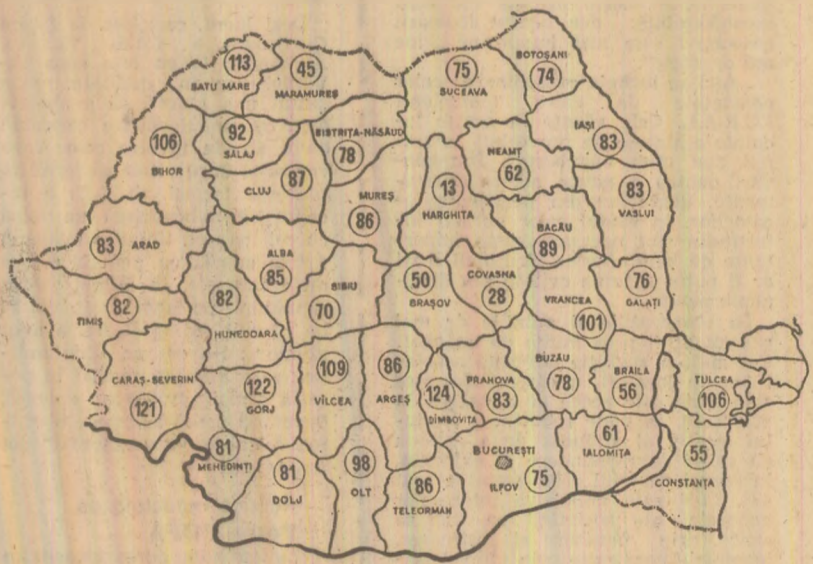 113
SATU MARE
45
MARAMUREȘ
75
SUCEAVA
BOTOȘANI
74
106
BIHOR
92
SĂLAJ
BISTRIȚA-NĂSĂUD
78
NEAMȚ
62
IAȘI
83
CLUJ
87
MUREȘ
86
13
HARGHITA
83
VASLUI
BACĂU
89
83
ARAD
ALBA
85
82
TIMIȘ
82
HUNEDOARA
SIBIU
70
50
BRAȘOV
COVASNA
28
VRANCEA
101
76
GALAȚI
CARAȘ-SEVERIN
121
122
GORJ
109
VÎLCEA
86
ARGEȘ
124
DÎMBOVIȚA
PRAHOVA
83
BUZĂU
78
BRĂILA
56
TULCEA
106
81
MEHEDINȚI
81
DOLJ
98
OLT
86
TELEORMAN
BUCUREȘTI
ILFOV
75
61
IALOMIȚA
55
CONSTANȚA